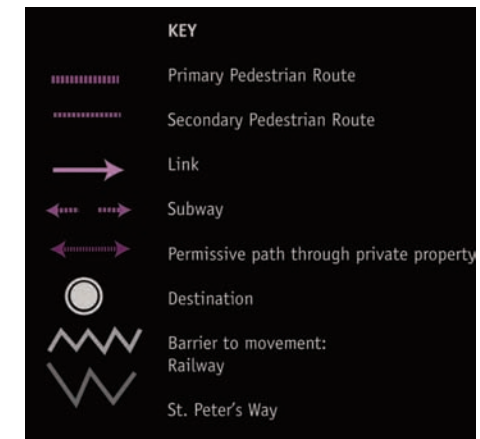 KEY
Primary Pedestrian Route
Secondary Pedestrian Route
Link
Subway
Permissive path through private property
Destination
Barrier to movement:
Railway
St. Peter's Way